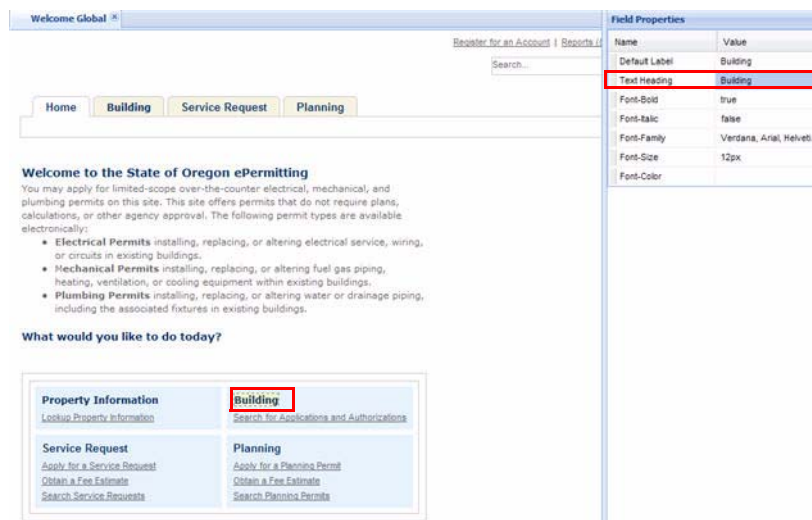 Welcome Global
Register for an Account | Reports
Search...
Home Building Service Request Planning
Welcome to the State of Oregon ePermitting
You may apply for limited-scope over-the-counter electrical, mechanical, and
plumbing permits on this site. This site offers permits that do not require plans,
calculations, or other agency approval. The following permit types are available
electronically:
• Electrical Permits installing, replacing, or altering electrical service, wiring,
or circuits in existing buildings.
• Mechanical Permits installing, replacing, or altering fuel gas piping,
heating, ventilation, or cooling equipment within existing buildings.
• Plumbing Permits installing, replacing, or altering water or drainage piping,
including the associated fixtures in existing buildings.
What would you like to do today?
Property Information
Lookup Property Information
Building
Search for Applications and Authorizations
Service Request
Apply for a Service Request
Obtain a Fee Estimate
Search Service Requests
Planning
Apply for a Planning Permit
Obtain a Fee Estimate
Search Planning Permits
Field Properties
Name Value
Default Label Building
Text Heading Building
Font-Bold true
Font-Italic false
Font-Family Verdana, Arial, Helveti
Font-Size 12px
Font-Color